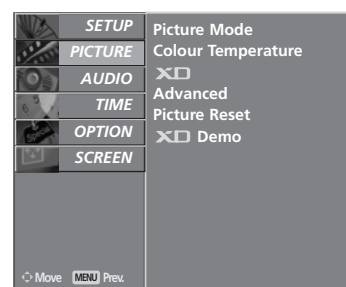 SETUP
PICTURE
AUDIO
TIME
OPTION
SCREEN
Move MENU Prev.
Picture Mode
Colour Temperature
XD
Advanced
Picture Reset
XD Demo